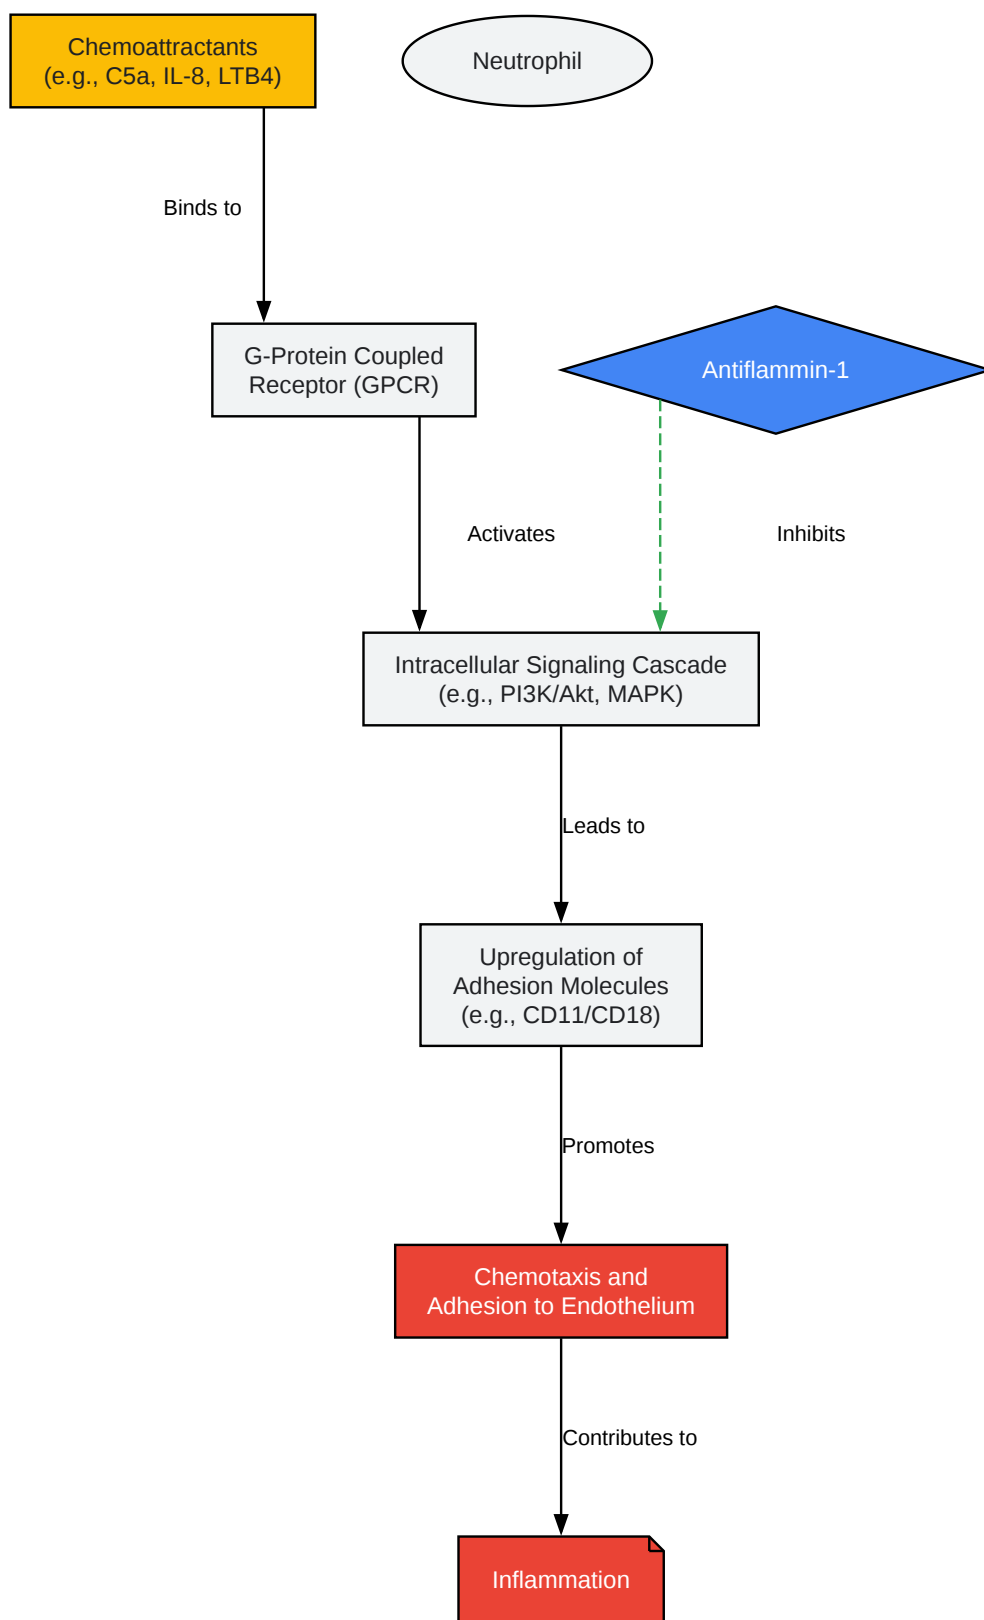 Chemoattractants
(e.g., C5a, IL-8, LTB4)
Neutrophil
Binds to
G-Protein Coupled
Receptor (GPCR)
Antiflammin-1
Activates
Inhibits
Intracellular Signaling Cascade
(e.g., PI3K/Akt, MAPK)
Leads to
Upregulation of
Adhesion Molecules
(e.g., CD11/CD18)
Promotes
Chemotaxis and
Adhesion to Endothelium
Contributes to
Inflammation